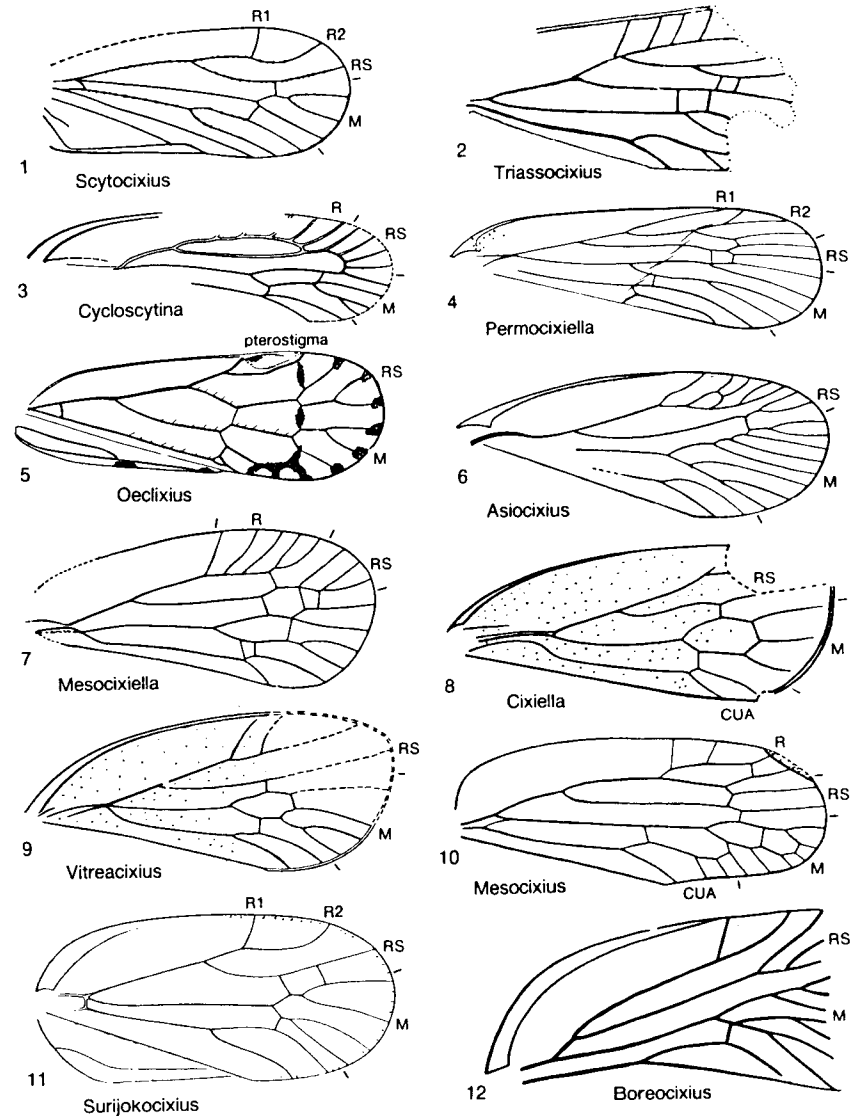 R1
R2
RS
M
1
Scytocixius
2
Triassocixius
R
RS
M
3
Cycloscytina
R1
R2
RS
M
4
Permocixiella
pterostigma
RS
M
5
Oeclixius
RS
M
6
Asiocixius
R
RS
M
7
Mesocixiella
RS
M
8
Cixiella
CUA
RS
M
9
Vitreacixius
R
RS
M
10
Mesocixius
CUA
R1
R2
RS
M
11
Surijokocixius
RS
M
12
Boreocixius